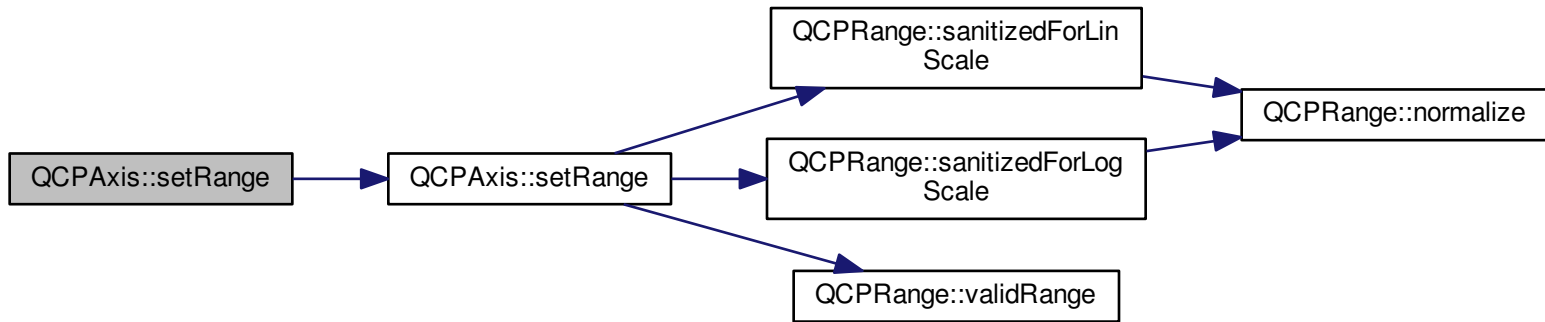 QCPAxis::setRange
QCPAxis::setRange
QCPRange::sanitizedForLin
Scale
QCPRange::sanitizedForLog
Scale
QCPRange::validRange
QCPRange::normalize